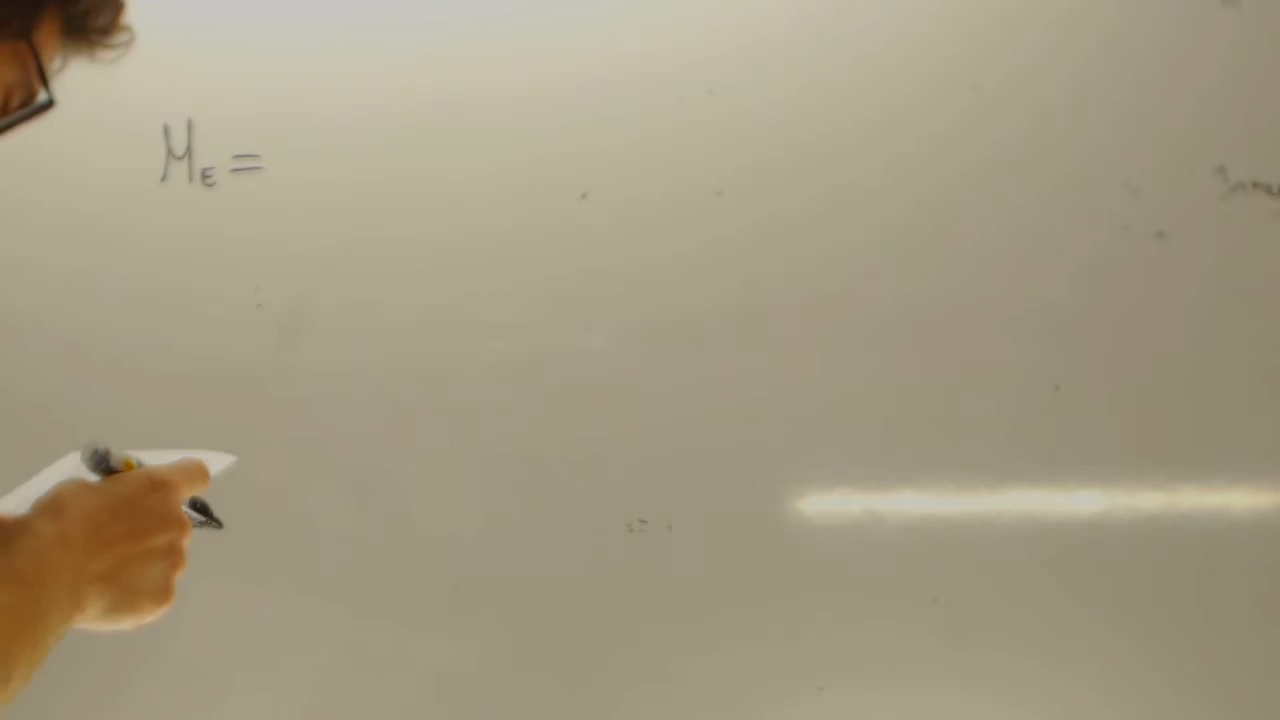 M_E =